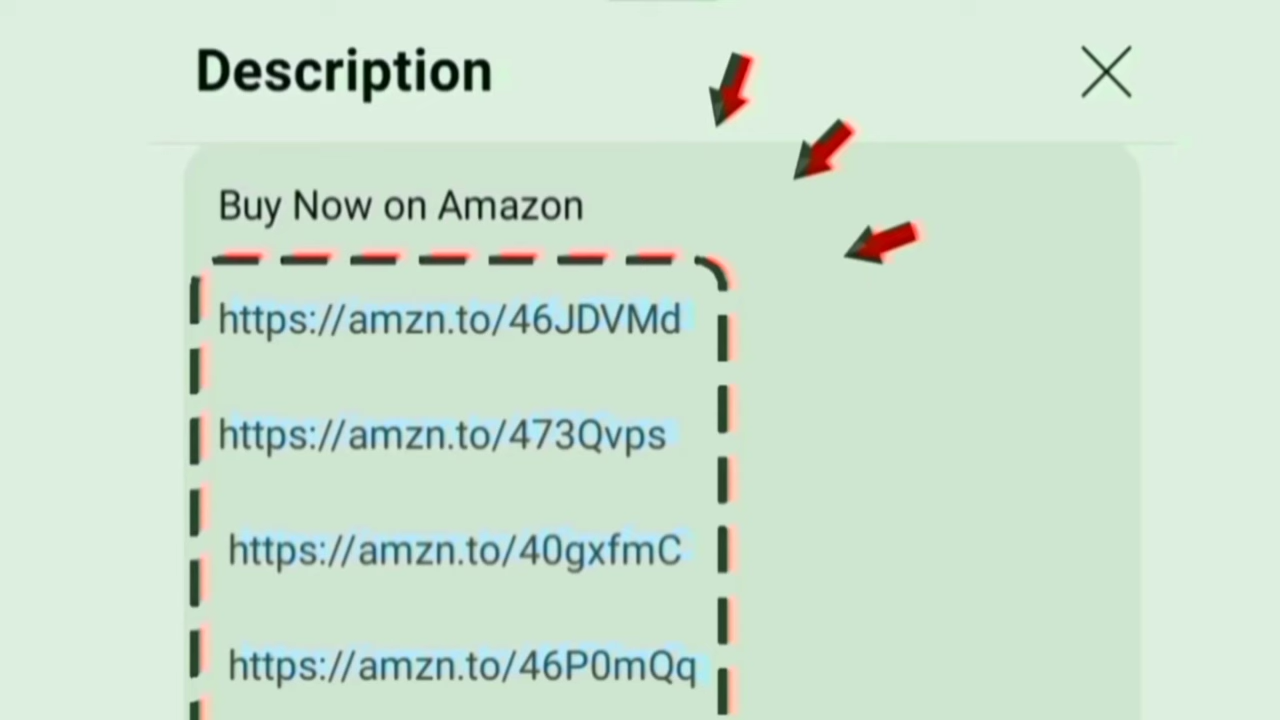 Description
Buy Now on Amazon
https://amzn.to/46JDVMd
https://amzn.to/473Qvps
https://amzn.to/40gxfmC
https://amzn.to/46P0mQq